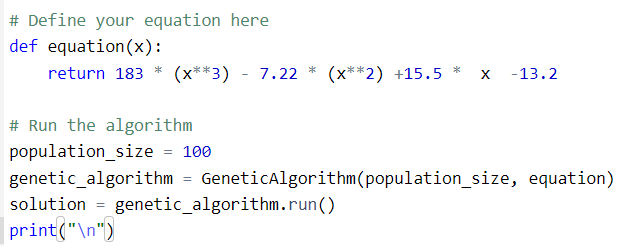 # Define your equation here
def equation(x):
return 183 * (x**3) - 7.22 * (x**2) +15.5 * x -13.2
# Run the algorithm
population_size = 100
genetic_algorithm = GeneticAlgorithm(population_size, equation)
solution = genetic_algorithm.run()
print("\n")